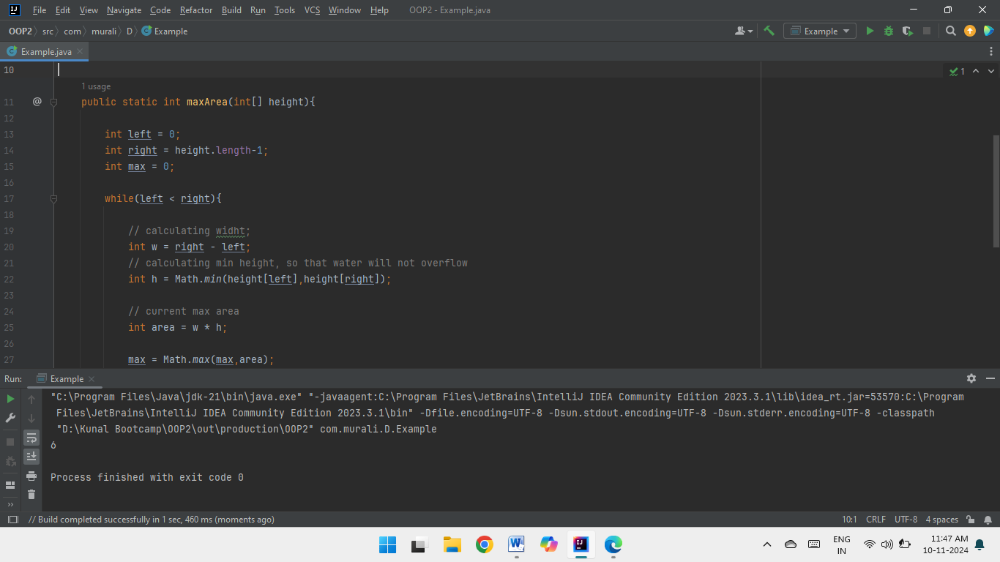 File Edit View Navigate Code Refactor Build Run Tools VCS Window Help OOP2 - Example.java
OOP2 src com murali D Example
Example
Example.java
10
1
1 usage
11 @ public static int maxArea(int[] height){
12
13 int left = 0;
14 int right = height.length-1;
15 int max = 0;
16
17 while(left < right){
18
19 // calculating widht;
20 int w = right - left;
21 // calculating min height, so that water will not overflow
22 int h = Math.min(height[left],height[right]);
23
24 // current max area
25 int area = w * h;
26
27 max = Math.max(max,area);
Run: Example
"C:\Program Files\Java\jdk-21\bin\java.exe" "-javaagent:C:\Program Files\JetBrains\IntelliJ IDEA Community Edition 2023.3.1\lib\idea_rt.jar=53570:C:\Program
Files\JetBrains\IntelliJ IDEA Community Edition 2023.3.1\bin" -Dfile.encoding=UTF-8 -Dsun.stdout.encoding=UTF-8 -Dsun.stderr.encoding=UTF-8 -classpath
"D:\Kunal Bootcamp\OOP2\out\production\OOP2" com.murali.D.Example
6
Process finished with exit code 0
// Build completed successfully in 1 sec, 460 ms (moments ago) 10:1 CRLF UTF-8 4 spaces
ENG
IN
11:47 AM
10-11-2024